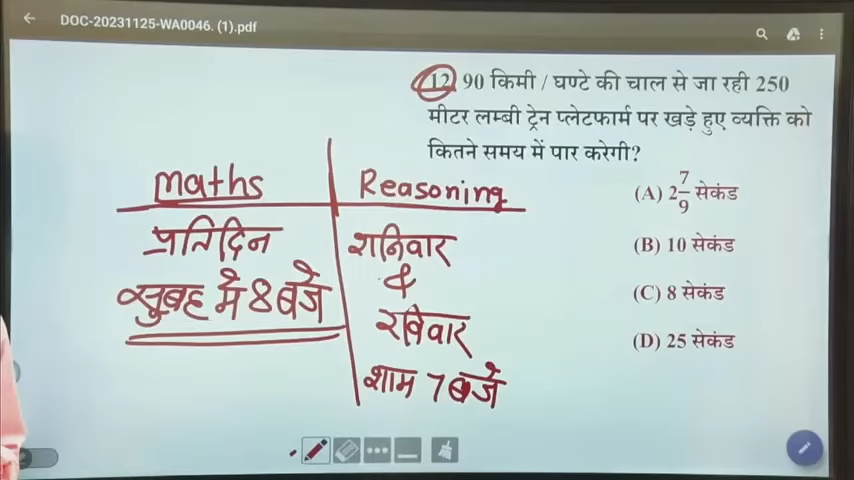 DOC-20231125-WA0046. (1).pdf
12. 90 किमी / घण्टे की चाल से जा रही 250
मीटर लम्बी ट्रेन प्लेटफार्म पर खड़े हुए व्यक्ति को
कितने समय में पार करेगी?
(A) 2 7/9 सेकंड
(B) 10 सेकंड
(C) 8 सेकंड
(D) 25 सेकंड
Maths
प्रतिदिन
सुबह में 8 बजे
Reasoning
शनिवार
&
रविवार
शाम 7 बजे